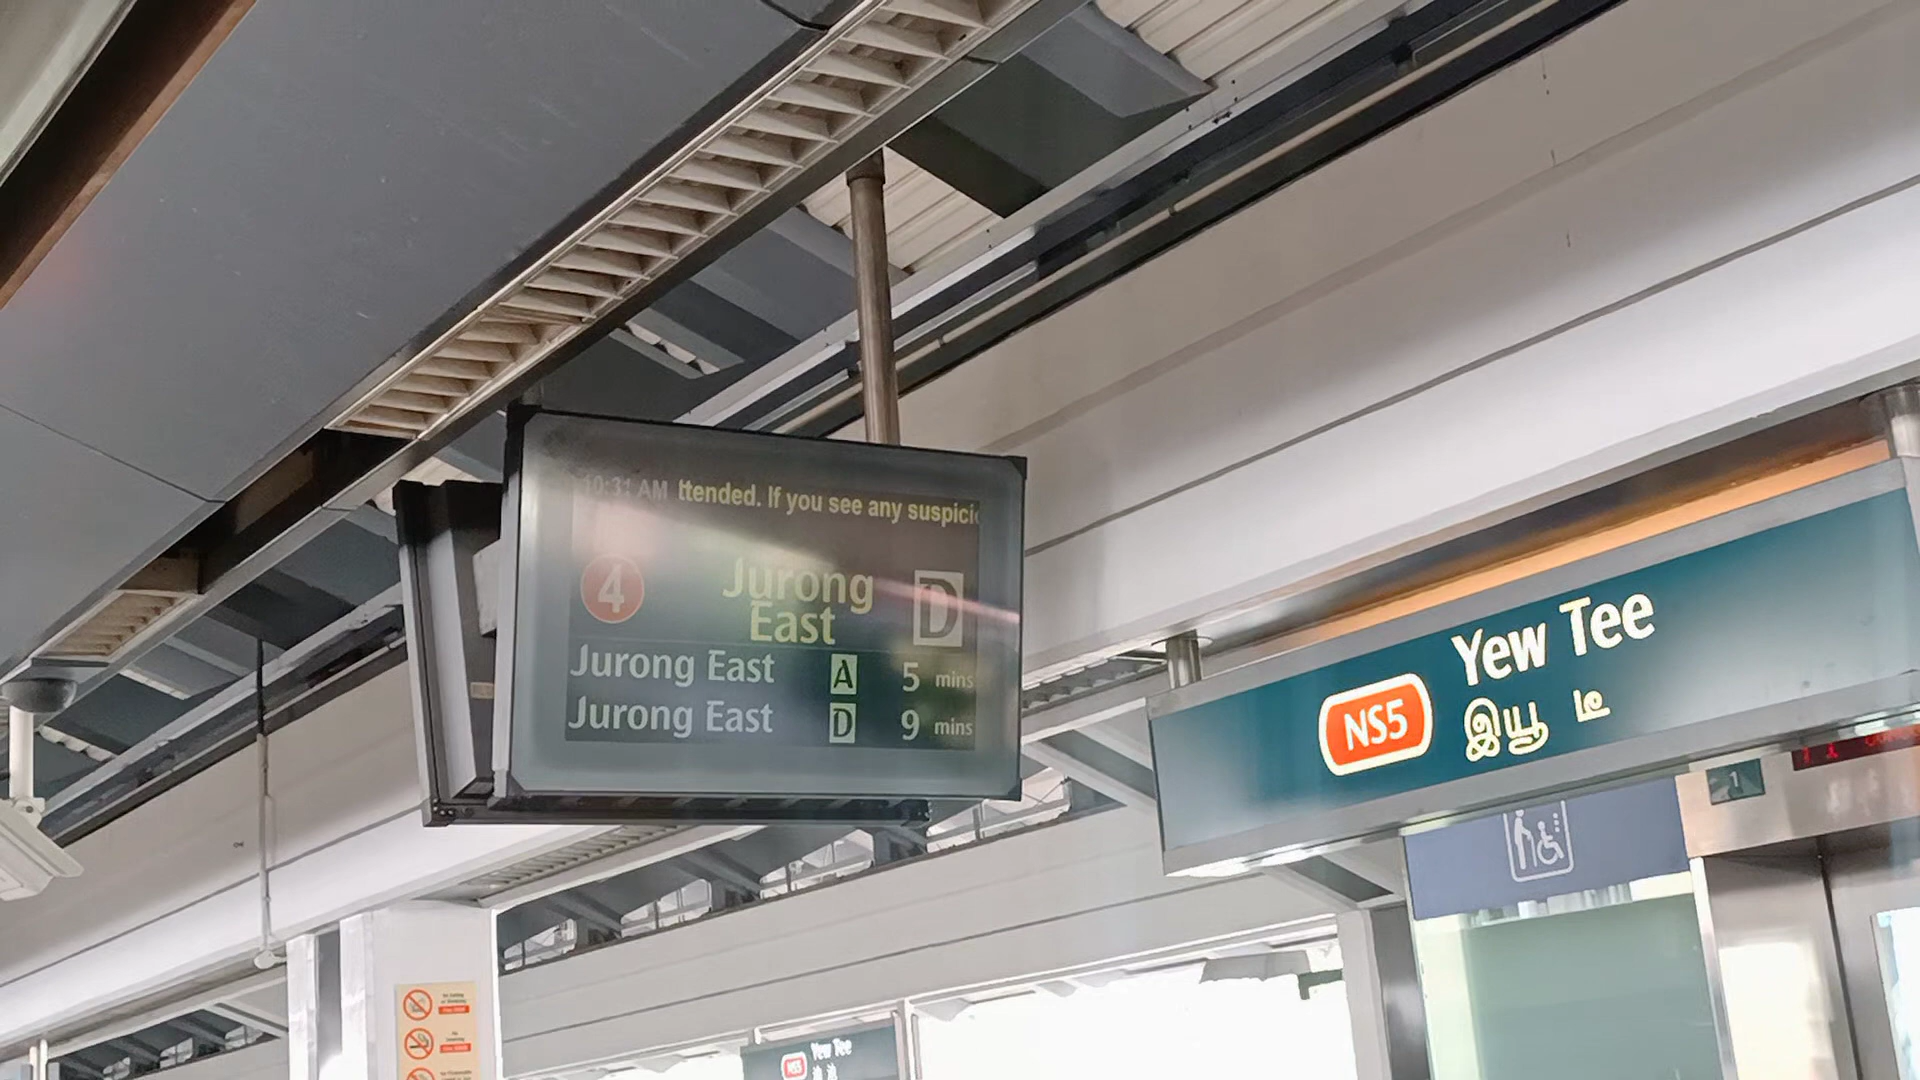 10:31 AM ttended. If you see any suspici
4 Jurong East D
Jurong East A 5 mins
Jurong East D 9 mins
NS5 Yew Tee
இயூ டீ
1
NS5 Yew Tee